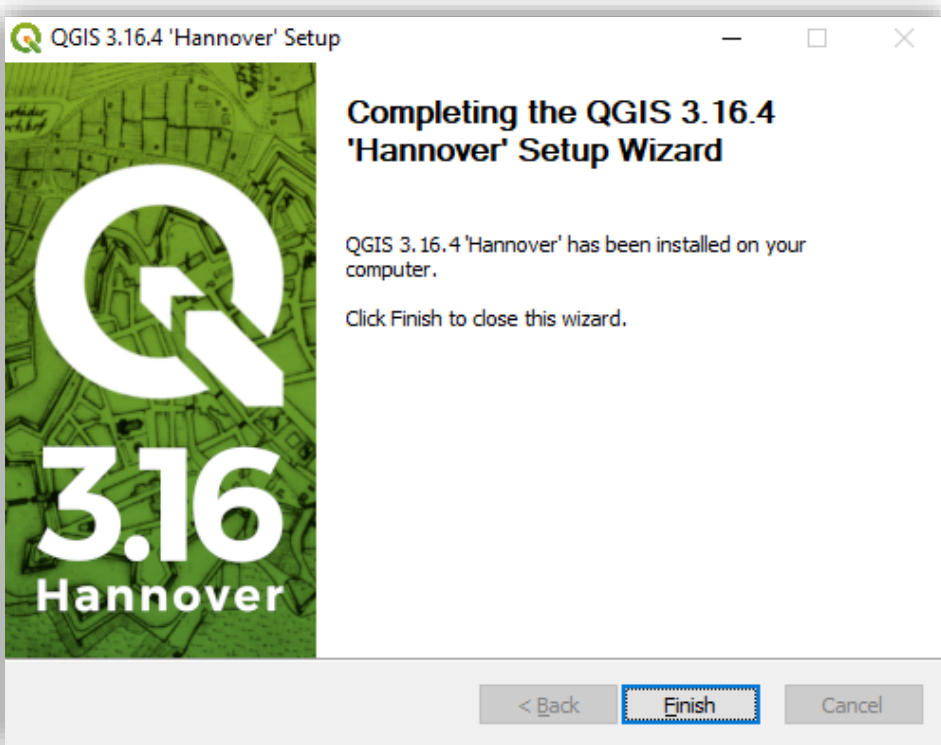 QGIS 3.16.4 'Hannover' Setup
Completing the QGIS 3.16.4
'Hannover' Setup Wizard
QGIS 3.16.4 'Hannover' has been installed on your
computer.
Click Finish to close this wizard.
3.16
Hannover
< Back
Finish
Cancel